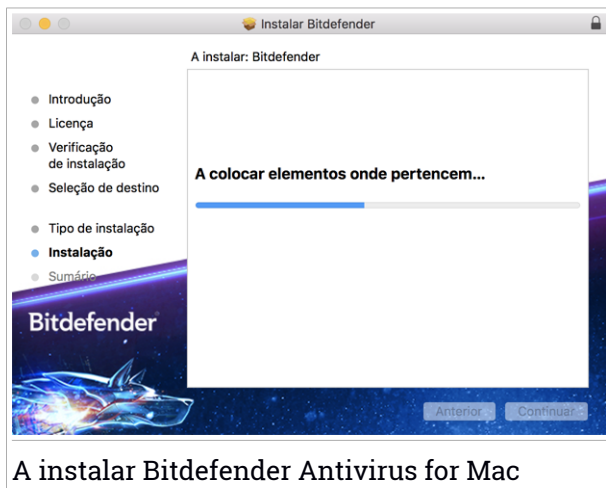 Instalar Bitdefender
A instalar: Bitdefender
Introdução
Licença
Verificação
de instalação
Seleção de destino
Tipo de instalação
Instalação
Sumário
A colocar elementos onde pertencem...
Bitdefender
Anterior
Continuar
A instalar Bitdefender Antivirus for Mac